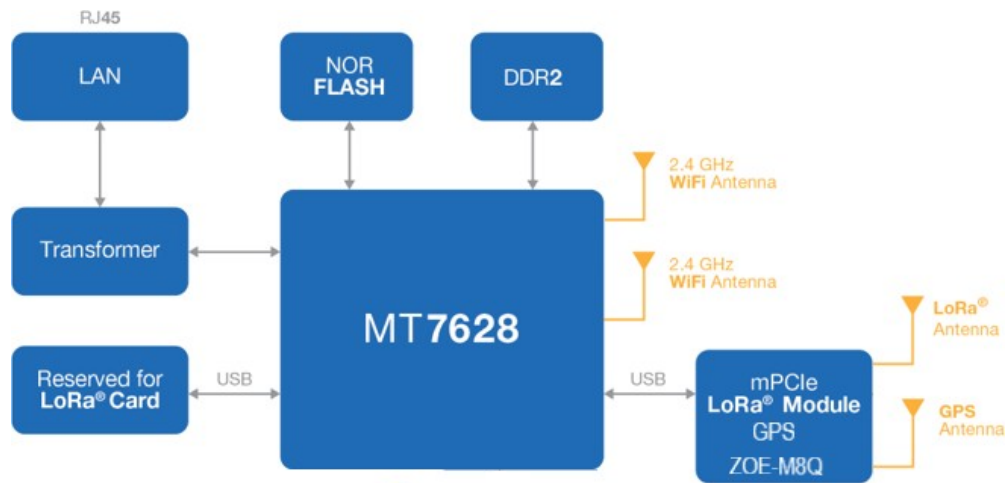 RJ45
LAN
NOR
FLASH
DDR2
2.4 GHz
WiFi Antenna
Transformer
2.4 GHz
WiFi Antenna
MT7628
LoRa®
Antenna
Reserved for
LoRa® Card
USB
USB
mPCIe
LoRa® Module
GPS
ZOE-M8Q
GPS
Antenna